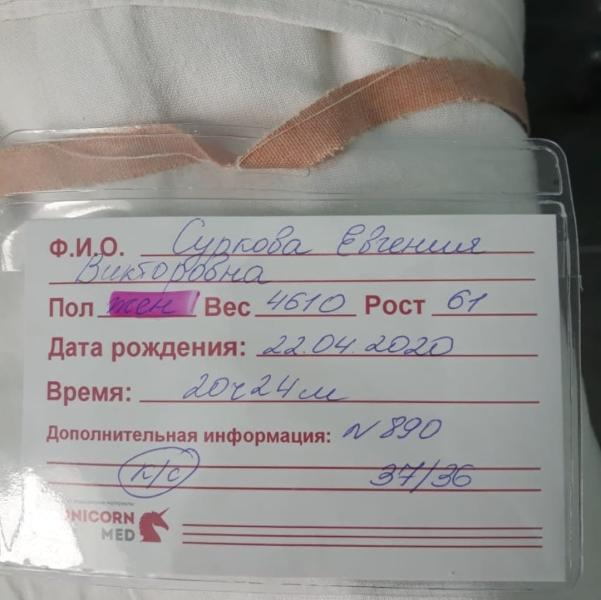 Ф.И.О. Суркова Евгения
Викторовна
Пол жен Вес 4610 Рост 61
Дата рождения: 22.04.2020
Время: 20ч24м
Дополнительная информация: N 890
к/с 37/36
UNICORN
MED